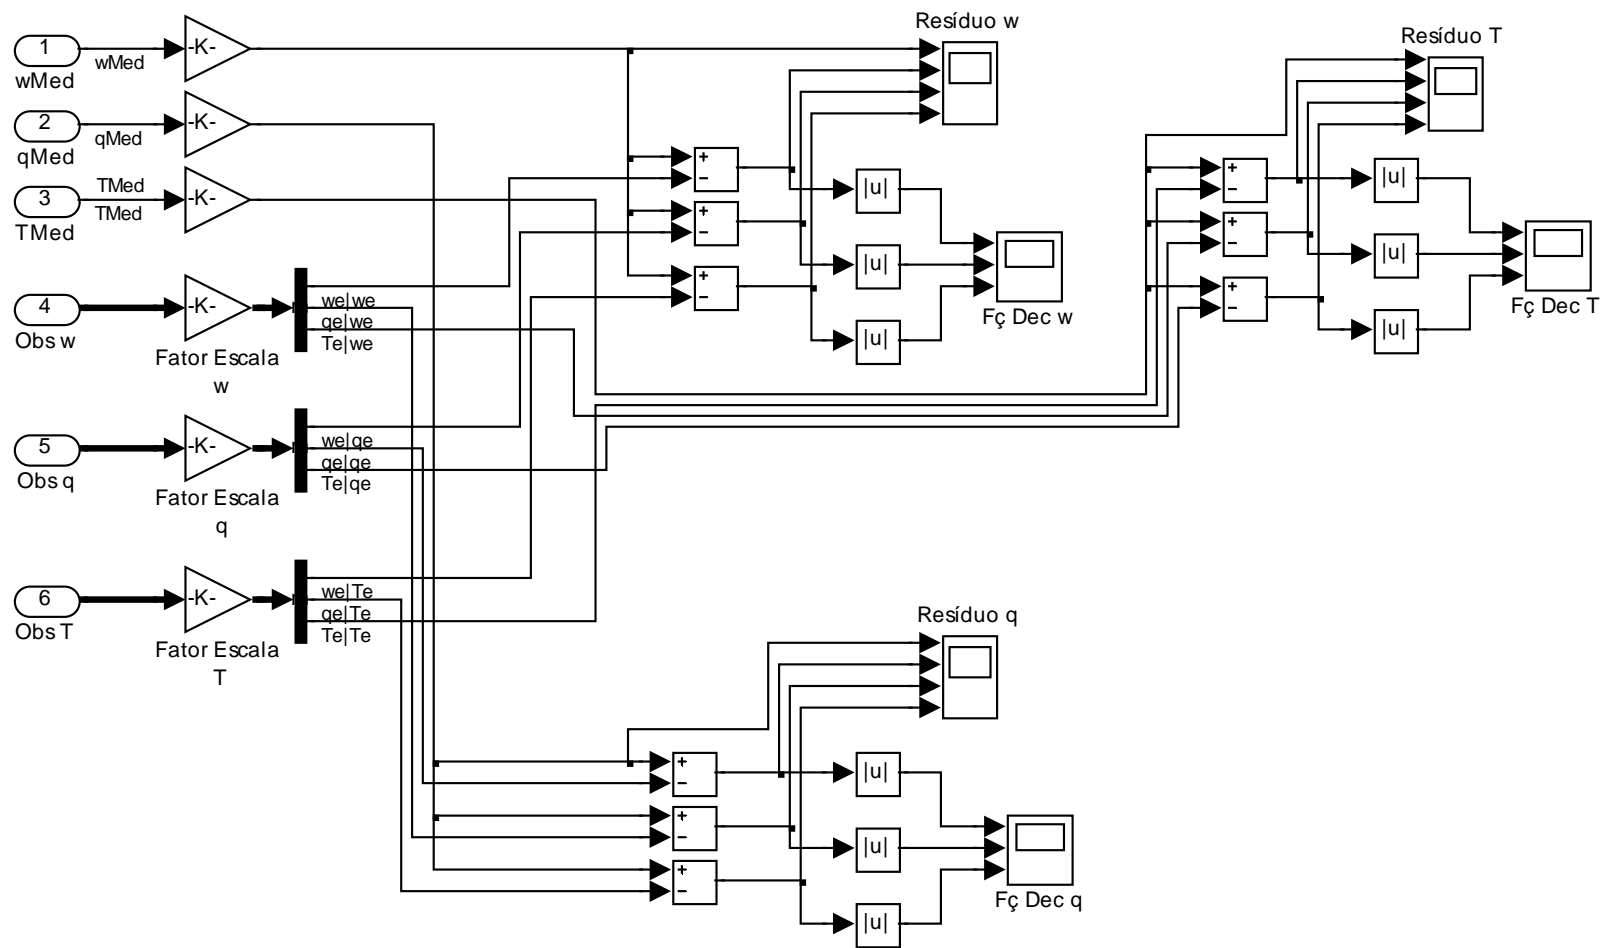 Resíduo w
Resíduo T
1
wMed
-K-
wMed
2
qMed
-K-
qMed
3
TMed
TMed
-K-
TMed
+
−
+
−
+
−
|u|
|u|
|u|
Fç Dec w
+
−
+
−
+
−
|u|
|u|
|u|
Fç Dec T
4
-K-
we|we
qe|we
Te|we
Obs w
Fator Escala
w
5
-K-
we|qe
qe|qe
Te|qe
Obs q
Fator Escala
q
6
-K-
we|Te
qe|Te
Te|Te
Obs T
Fator Escala
T
Resíduo q
+
−
+
−
+
−
|u|
|u|
|u|
Fç Dec q